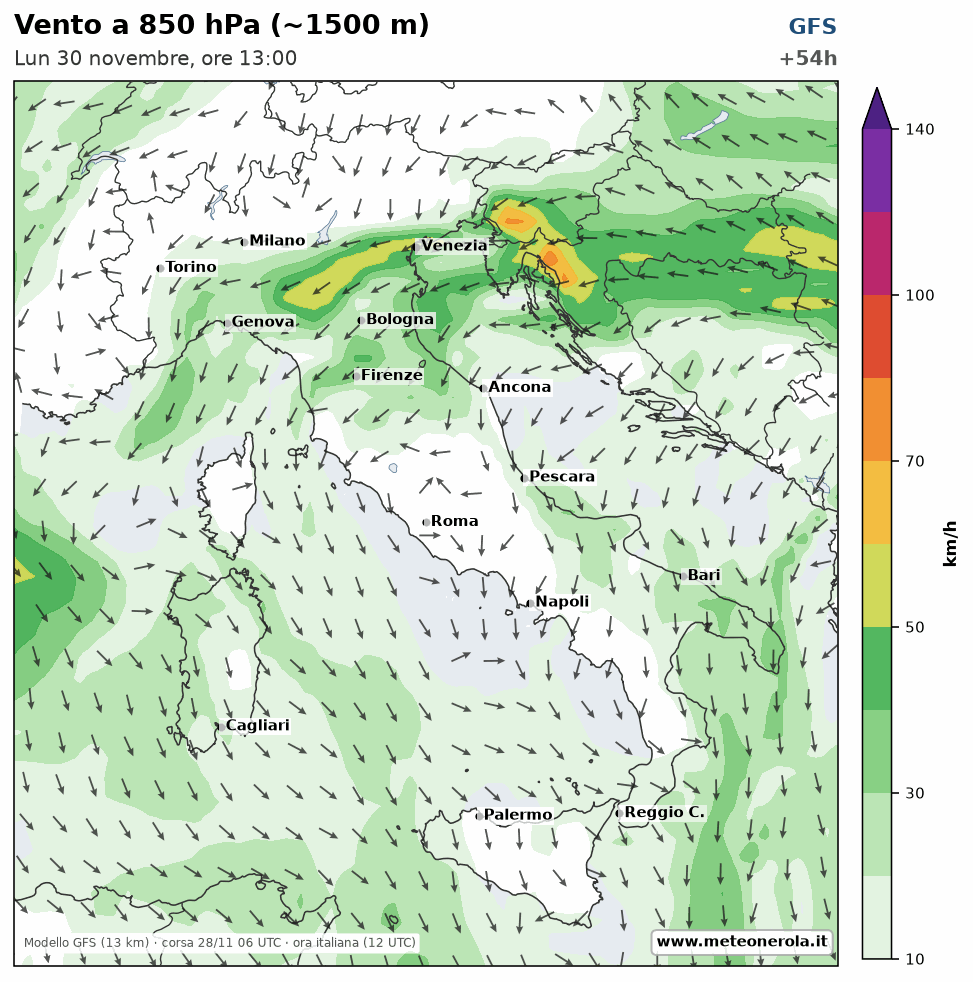 Vento a 850 hPa (~1500 m)
GFS
Lun 30 novembre, ore 13:00
+54h
140
100
70
50
30
10
km/h
Milano
Venezia
Torino
Genova
Bologna
Firenze
Ancona
Pescara
Roma
Bari
Napoli
Cagliari
Palermo
Reggio C.
Modello GFS (13 km) · corsa 28/11 06 UTC · ora italiana (12 UTC)
www.meteonerola.it